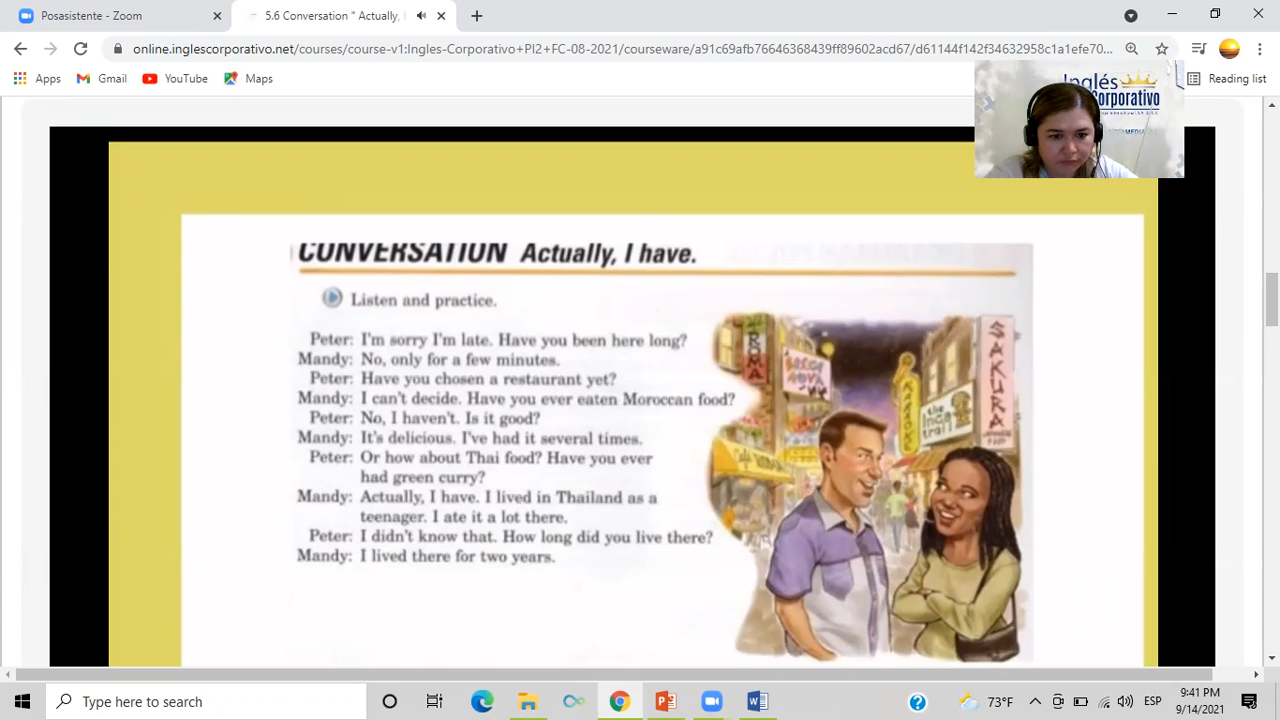 Posasistente - Zoom
5.6 Conversation " Actually,
online.inglescorporativo.net/courses/course-v1:Ingles-Corporativo+PI2+FC-08-2021/courseware/a91c69afb76646368439ff89602acd67/d61144f142f34632958c1a1efe70...
Apps
Gmail
YouTube
Maps
Reading list
Inglés
Corporativo
CONVERSATION Actually, I have.
Listen and practice.
Peter: I'm sorry I'm late. Have you been here long?
Mandy: No, only for a few minutes.
Peter: Have you chosen a restaurant yet?
Mandy: I can't decide. Have you ever eaten Moroccan food?
Peter: No, I haven't. Is it good?
Mandy: It's delicious. I've had it several times.
Peter: Or how about Thai food? Have you ever
had green curry?
Mandy: Actually, I have. I lived in Thailand as a
teenager. I ate it a lot there.
Peter: I didn't know that. How long did you live there?
Mandy: I lived there for two years.
ROMA
BOSSA
NOVA
KARAOKE
the
Inca
trail
SAKURA
Type here to search
73°F
ESP
9:41 PM
9/14/2021